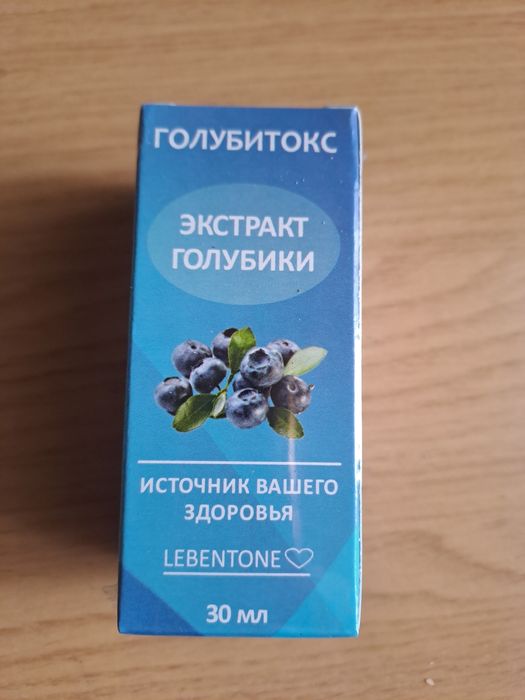 ГОЛУБИТОКС
ЭКСТРАКТ
ГОЛУБИКИ
ИСТОЧНИК ВАШЕГО
ЗДОРОВЬЯ
LEBENTONE
30 мл